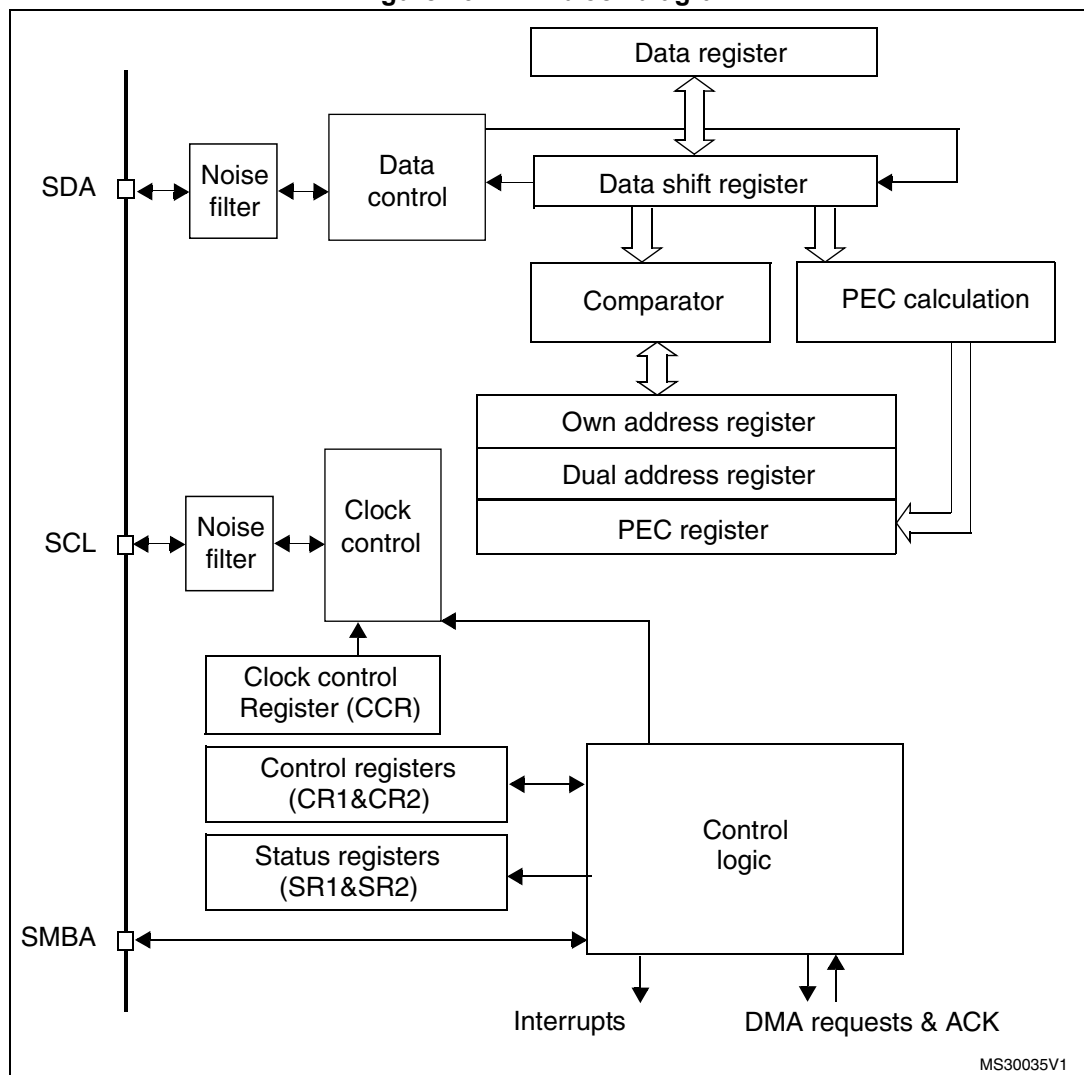 Data register
SDA
Noise
filter
Data
control
Data shift register
Comparator
PEC calculation
Own address register
Dual address register
PEC register
SCL
Noise
filter
Clock
control
Clock control
Register (CCR)
Control registers
(CR1&CR2)
Status registers
(SR1&SR2)
Control
logic
SMBA
Interrupts
DMA requests & ACK
MS30035V1